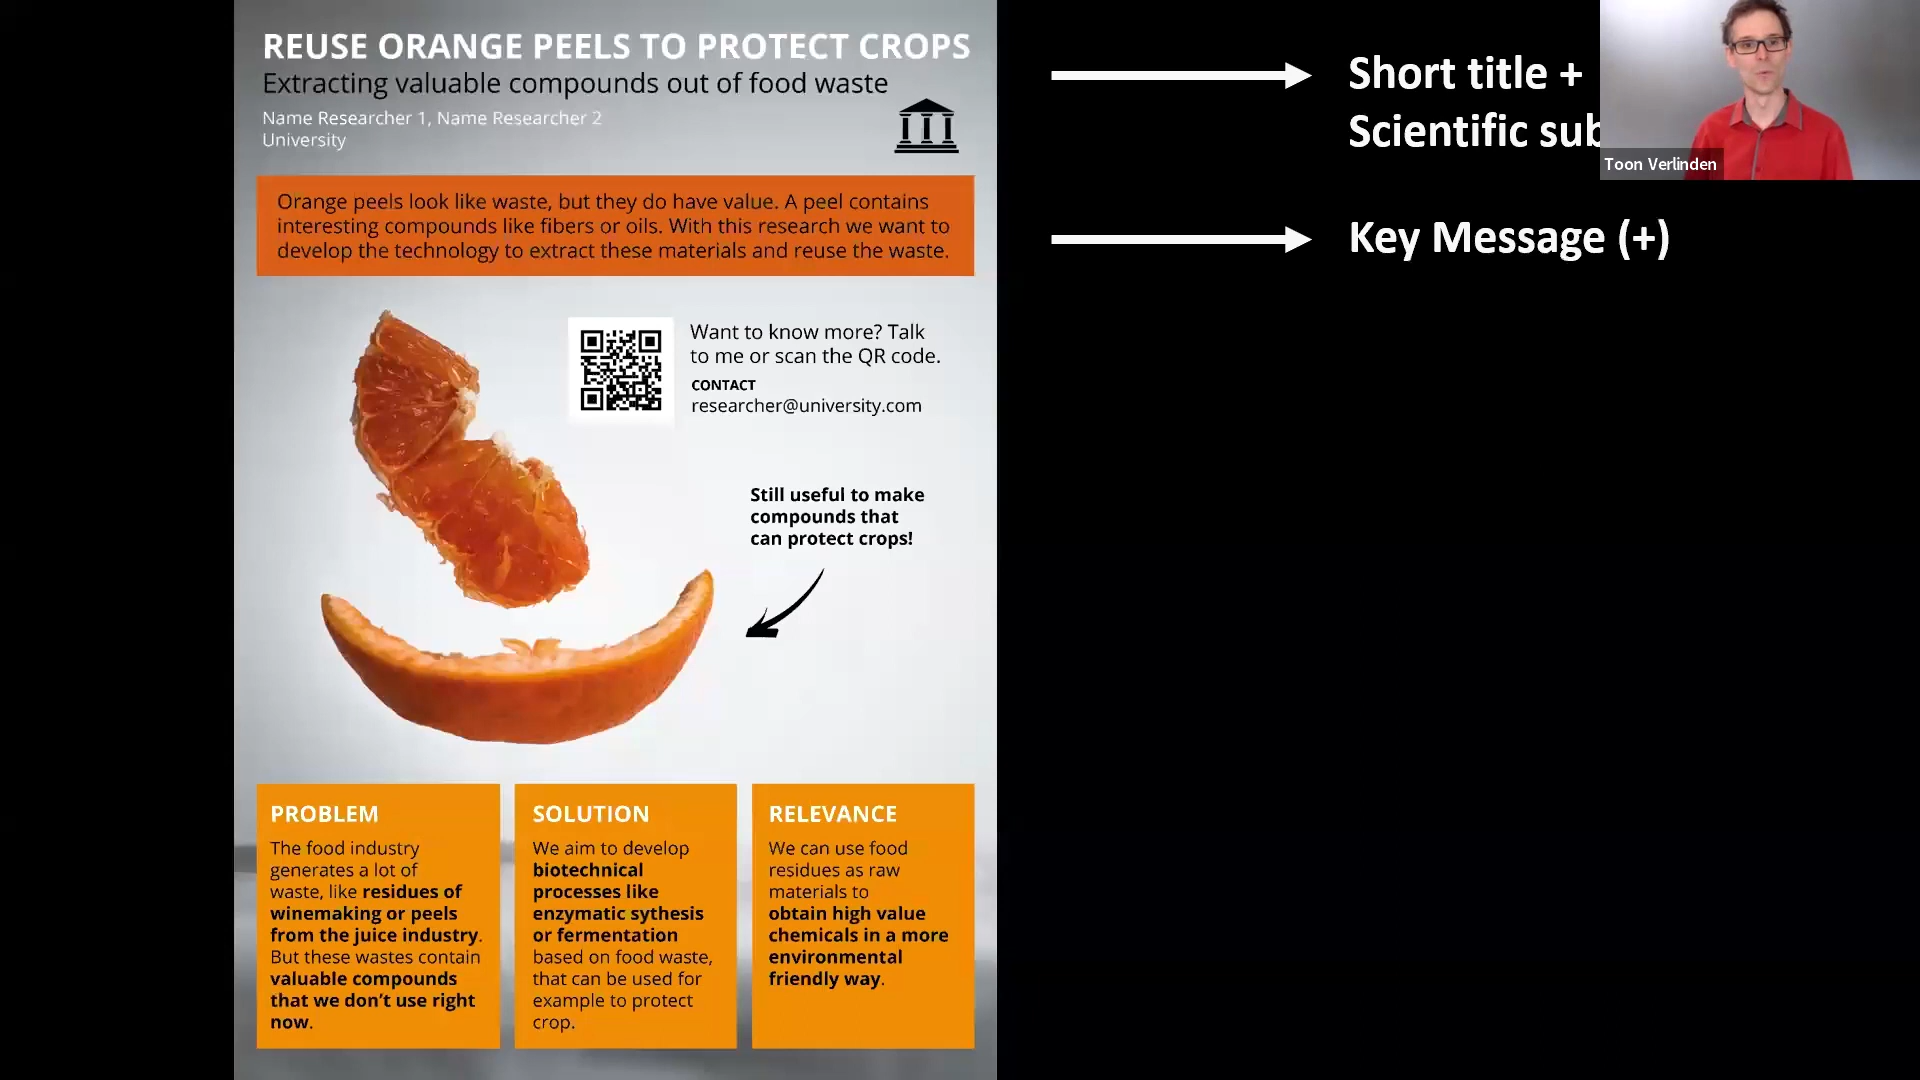 REUSE ORANGE PEELS TO PROTECT CROPS
Extracting valuable compounds out of food waste
Name Researcher 1, Name Researcher 2
University
Orange peels look like waste, but they do have value. A peel contains
interesting compounds like fibers or oils. With this research we want to
develop the technology to extract these materials and reuse the waste.
Want to know more? Talk
to me or scan the QR code.
CONTACT
researcher@university.com
Still useful to make
compounds that
can protect crops!
PROBLEM
The food industry
generates a lot of
waste, like residues of
winemaking or peels
from the juice industry.
But these wastes contain
valuable compounds
that we don't use right
now.
SOLUTION
We aim to develop
biotechnical
processes like
enzymatic sythesis
or fermentation
based on food waste,
that can be used for
example to protect
crop.
RELEVANCE
We can use food
residues as raw
materials to
obtain high value
chemicals in a more
environmental
friendly way.
Short title +
Scientific sub
Key Message (+)
Toon Verlinden